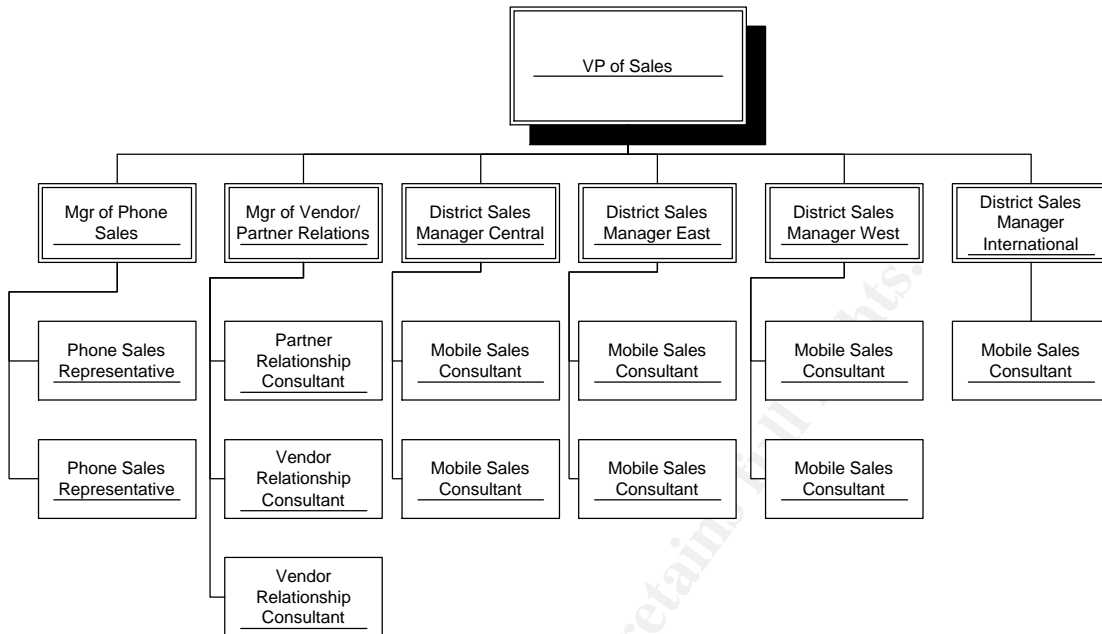 VP of Sales
Mgr of Phone
Sales
Mgr of Vendor/
Partner Relations
District Sales
Manager Central
District Sales
Manager East
District Sales
Manager West
District Sales
Manager
International
Phone Sales
Representative
Partner
Relationship
Consultant
Mobile Sales
Consultant
Mobile Sales
Consultant
Mobile Sales
Consultant
Mobile Sales
Consultant
Phone Sales
Representative
Vendor
Relationship
Consultant
Mobile Sales
Consultant
Mobile Sales
Consultant
Mobile Sales
Consultant
Vendor
Relationship
Consultant
retains full rights.